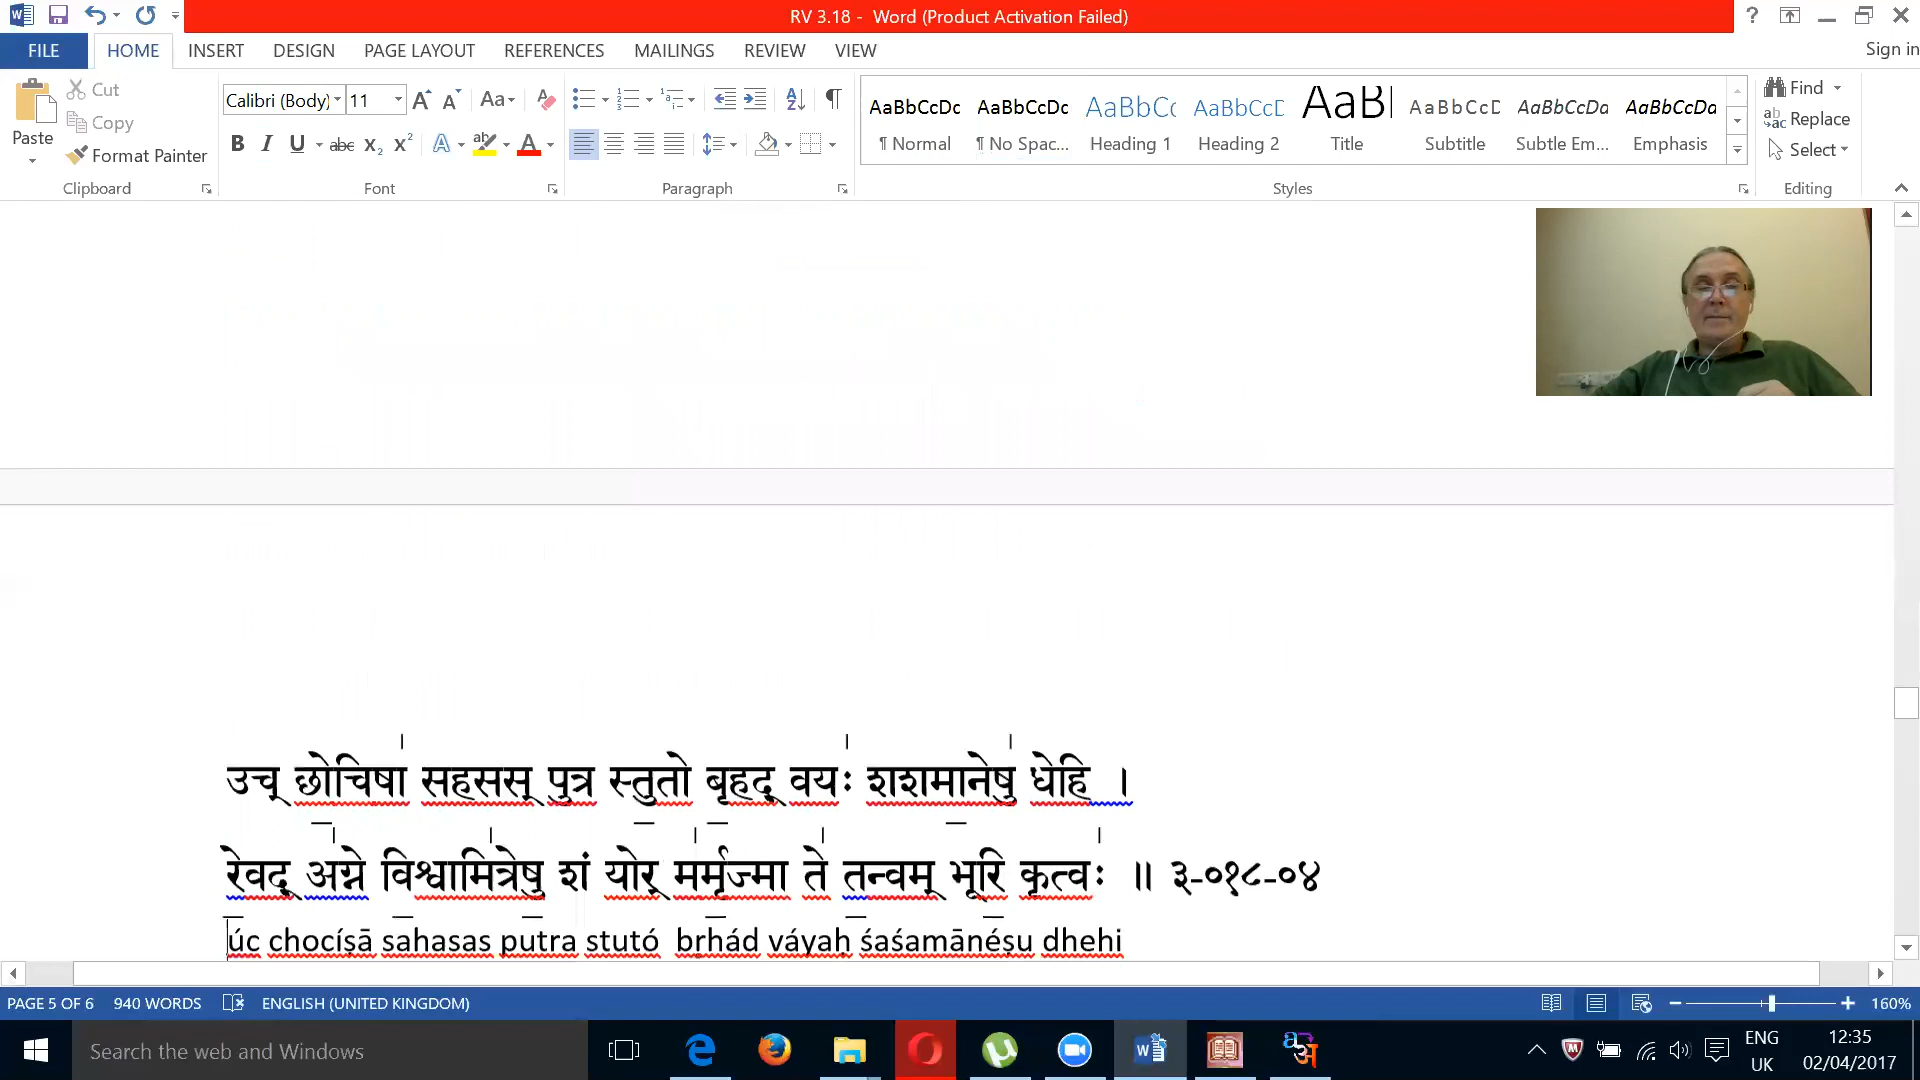 RV 3.18 - Word (Product Activation Failed)
FILE HOME INSERT DESIGN PAGE LAYOUT REFERENCES MAILINGS REVIEW VIEW Sign in
Paste
Cut
Copy
Format Painter
Clipboard
Calibri (Body) 11
Font
Paragraph
AaBbCcDc AaBbCcDc AaBbCc AaBbCcD AaBl AaBbCcD AaBbCcDa AaBbCcDa
¶ Normal ¶ No Spac... Heading 1 Heading 2 Title Subtitle Subtle Em... Emphasis
Styles
Find
Replace
Select
Editing
उच् छोचिषा सहसस् पुत्र स्तुतो बृहद् वयः शशमानेषु धेहि ।
रेवद् अग्ने विश्वामित्रेषु शं योर् मर्मृज्मा ते तन्वम् भूरि कृत्वः ॥ ३-०१८-०४
úc chocíṣā sahasas putra stutó bṛhád váyaḥ śaśamānéṣu dhehi
PAGE 5 OF 6 940 WORDS ENGLISH (UNITED KINGDOM) 160%
Search the web and Windows
ENG
UK
12:35
02/04/2017